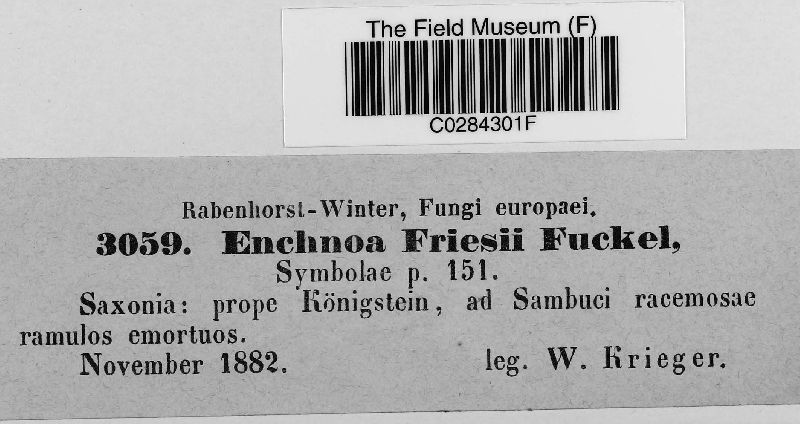 The Field Museum (F)
C0284301F
Rabenhorst-Winter, Fungi europaei.
3059. Enchnoa Friesii Fuckel,
Symbolae p. 151.
Saxonia: prope Königstein, ad Sambuci racemosae
ramulos emortuos.
November 1882. leg. W. Krieger.